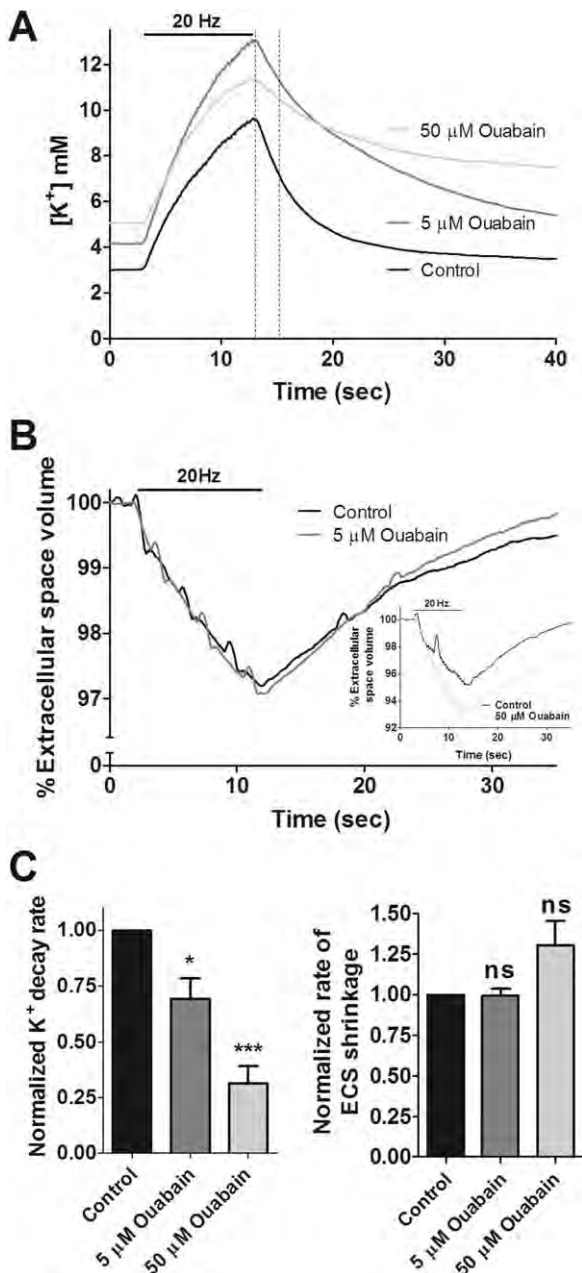 A
20 Hz
[K+] mM
12
10
8
6
4
2
0
50 μM Ouabain
5 μM Ouabain
Control
0 10 20 30 40
Time (sec)
B
20Hz
% Extracellular space volume
100
99
98
97
0
Control
5 μM Ouabain
20 Hz
% Extracellular
space volume
100
98
96
94
92
Control
50 μM Ouabain
0 10 20 30
Time (sec)
0 10 20 30
Time (sec)
C
Normalized K+ decay rate
1.00
0.75
0.50
0.25
0.00
*
***
Control
5 μM Ouabain
50 μM Ouabain
Normalized rate of
ECS shrinkage
1.50
1.25
1.00
0.75
0.50
0.25
0.00
ns
ns
Control
5 μM Ouabain
50 μM Ouabain